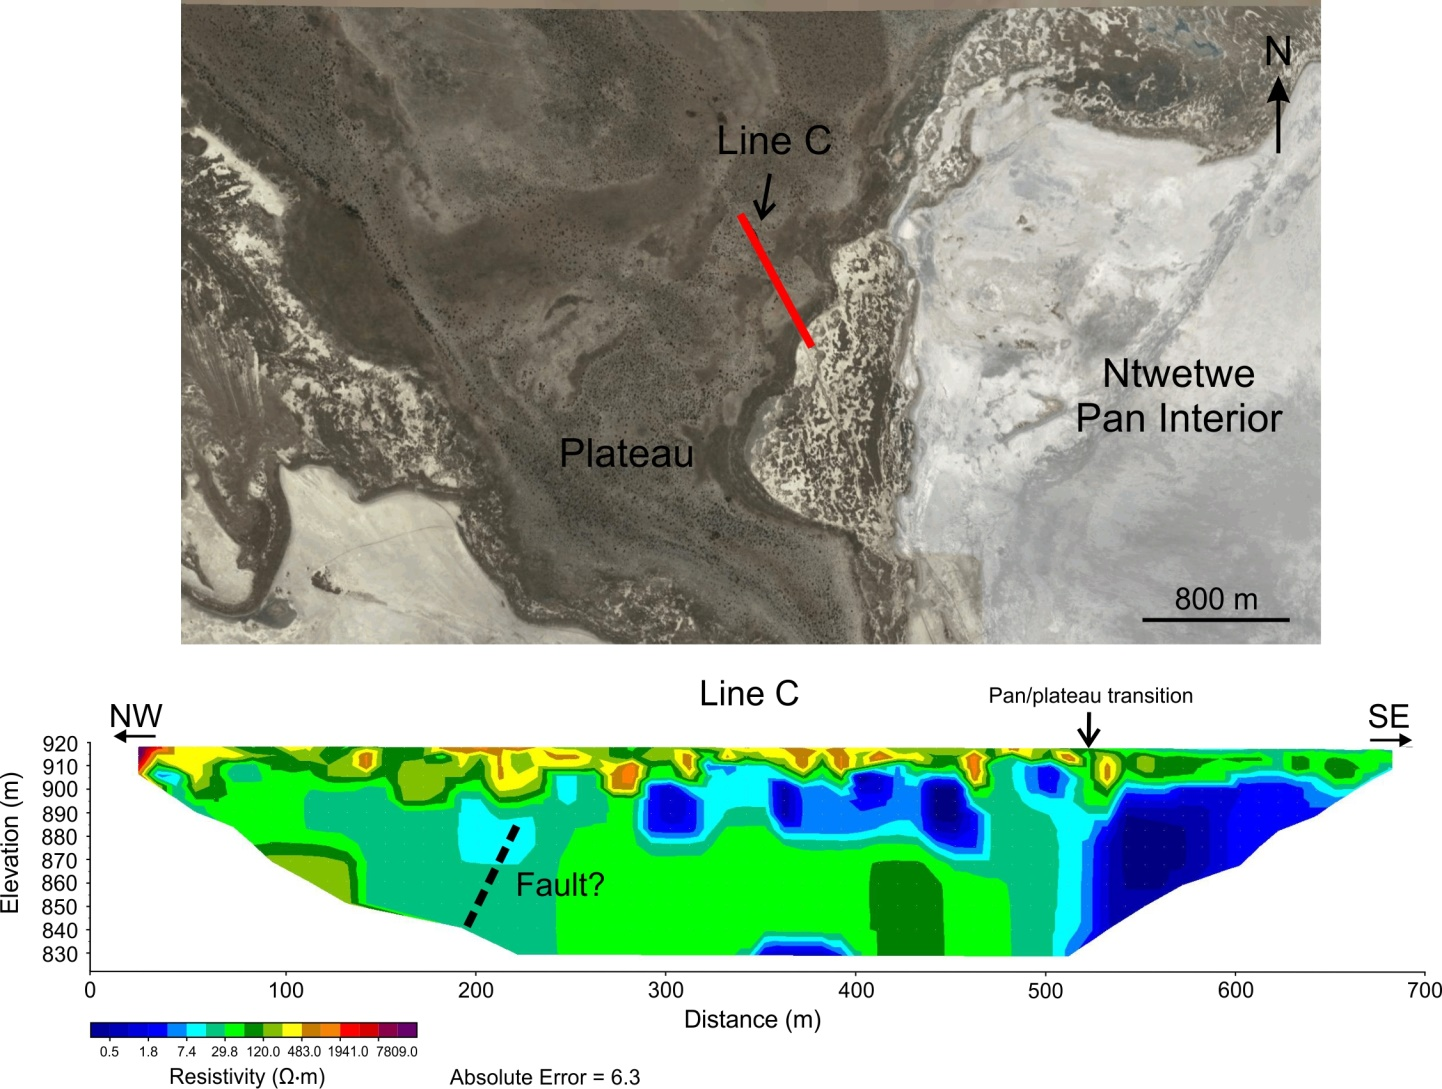 N
Line C
Ntwetwe
Pan Interior
Plateau
800 m
Line C
Pan/plateau transition
NW
SE
920
910
900
890
880
870
860
850
840
830
Elevation (m)
Fault?
0 100 200 300 400 500 600 700
Distance (m)
0.5 1.8 7.4 29.8 120.0 483.0 1941.0 7809.0
Resistivity (Ω·m)
Absolute Error = 6.3